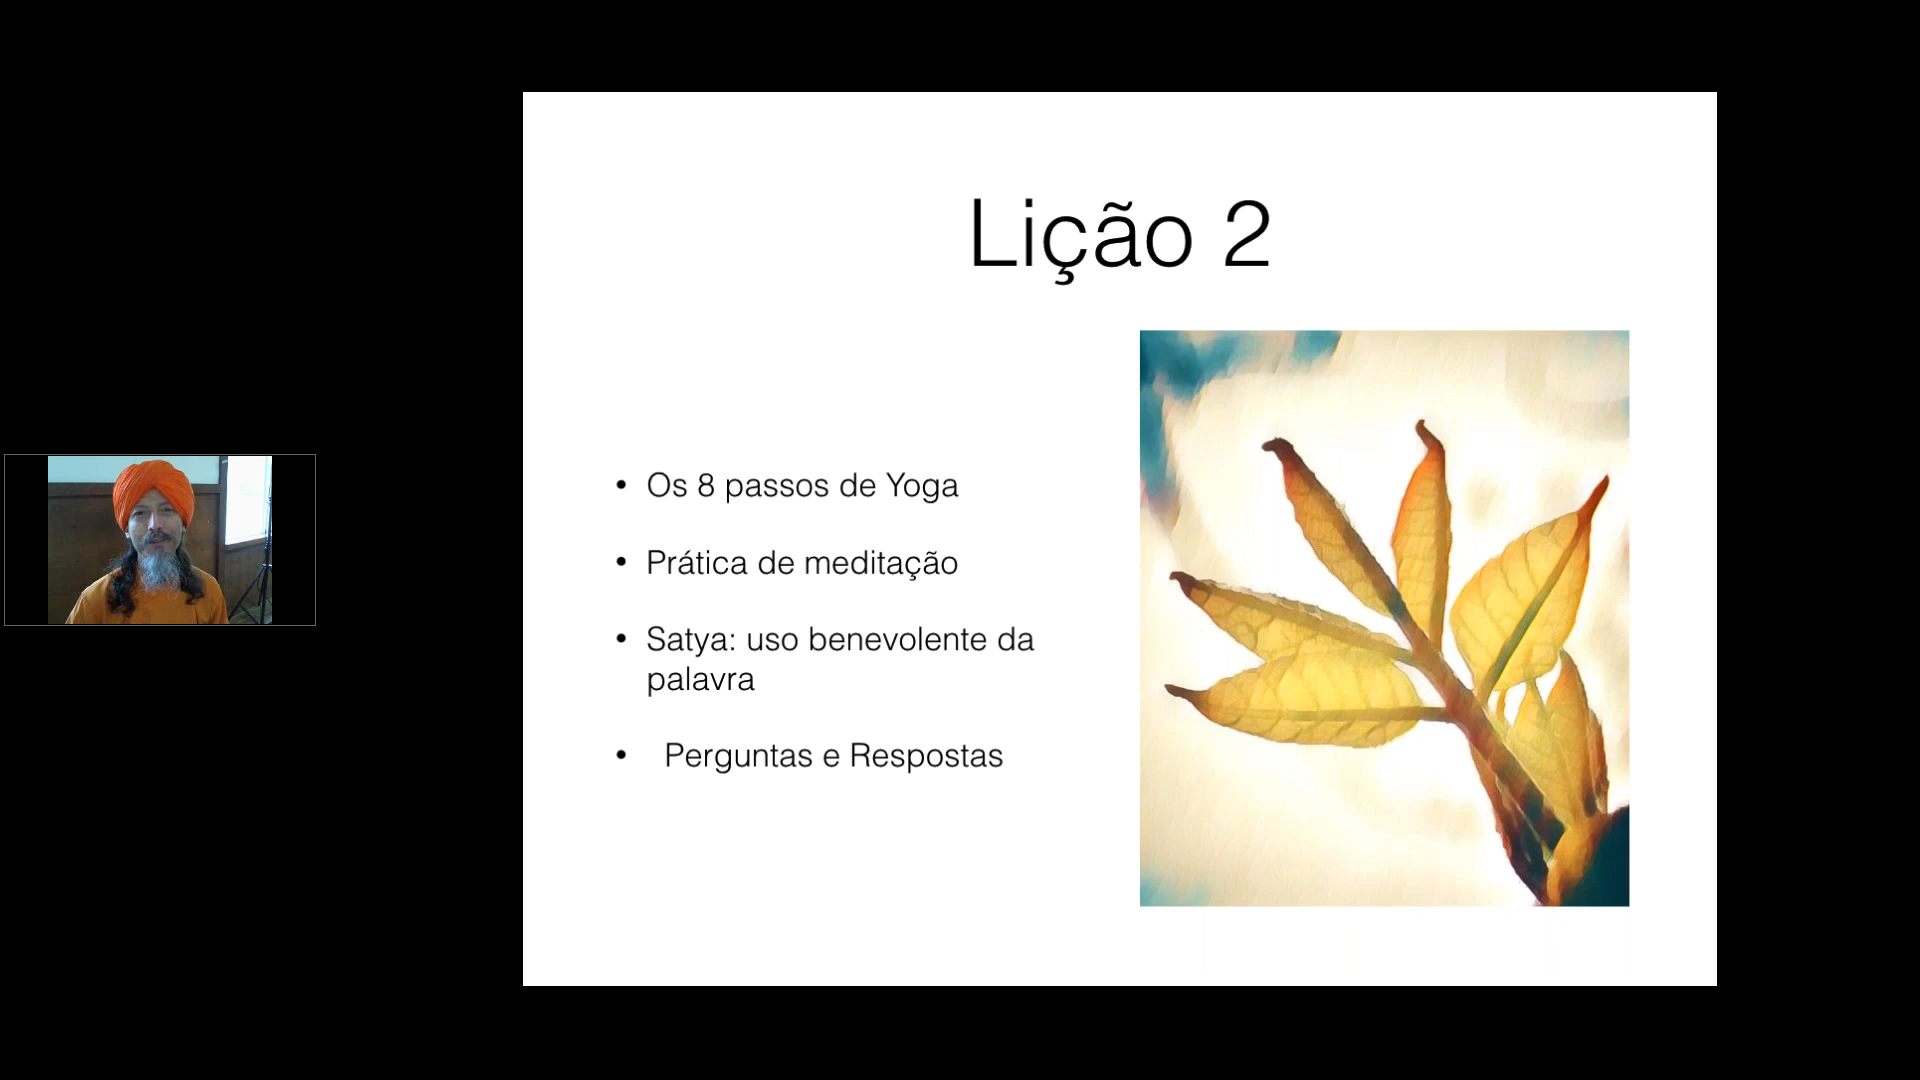 Lição 2
• Os 8 passos de Yoga
• Prática de meditação
• Satya: uso benevolente da
palavra
• Perguntas e Respostas